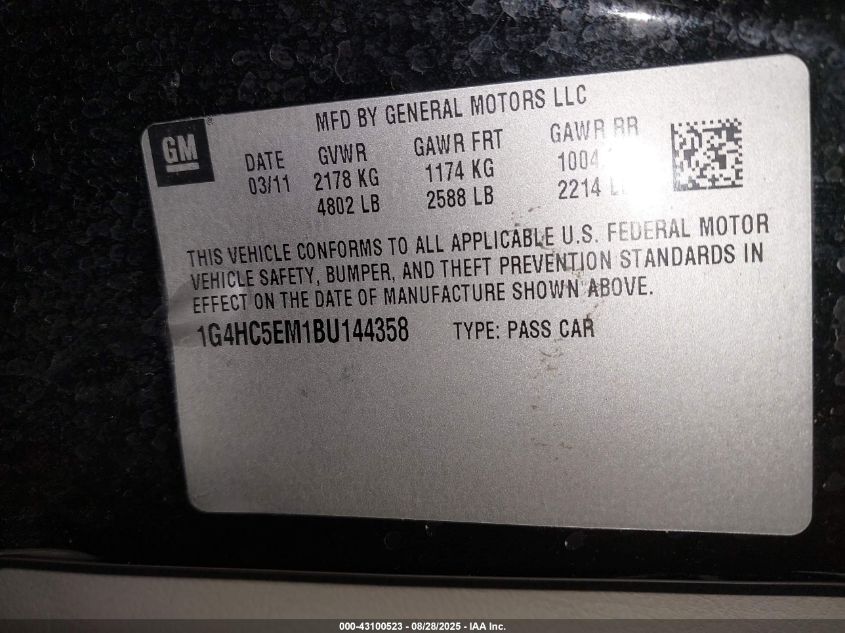 MFD BY GENERAL MOTORS LLC
GM
DATE GVWR GAWR FRT GAWR RR
03/11 2178 KG 1174 KG 1004
4802 LB 2588 LB 2214
THIS VEHICLE CONFORMS TO ALL APPLICABLE U.S. FEDERAL MOTOR
VEHICLE SAFETY, BUMPER, AND THEFT PREVENTION STANDARDS IN
EFFECT ON THE DATE OF MANUFACTURE SHOWN ABOVE.
1G4HC5EM1BU144358 TYPE: PASS CAR
000-43100523 - 08/28/2025 - IAA Inc.